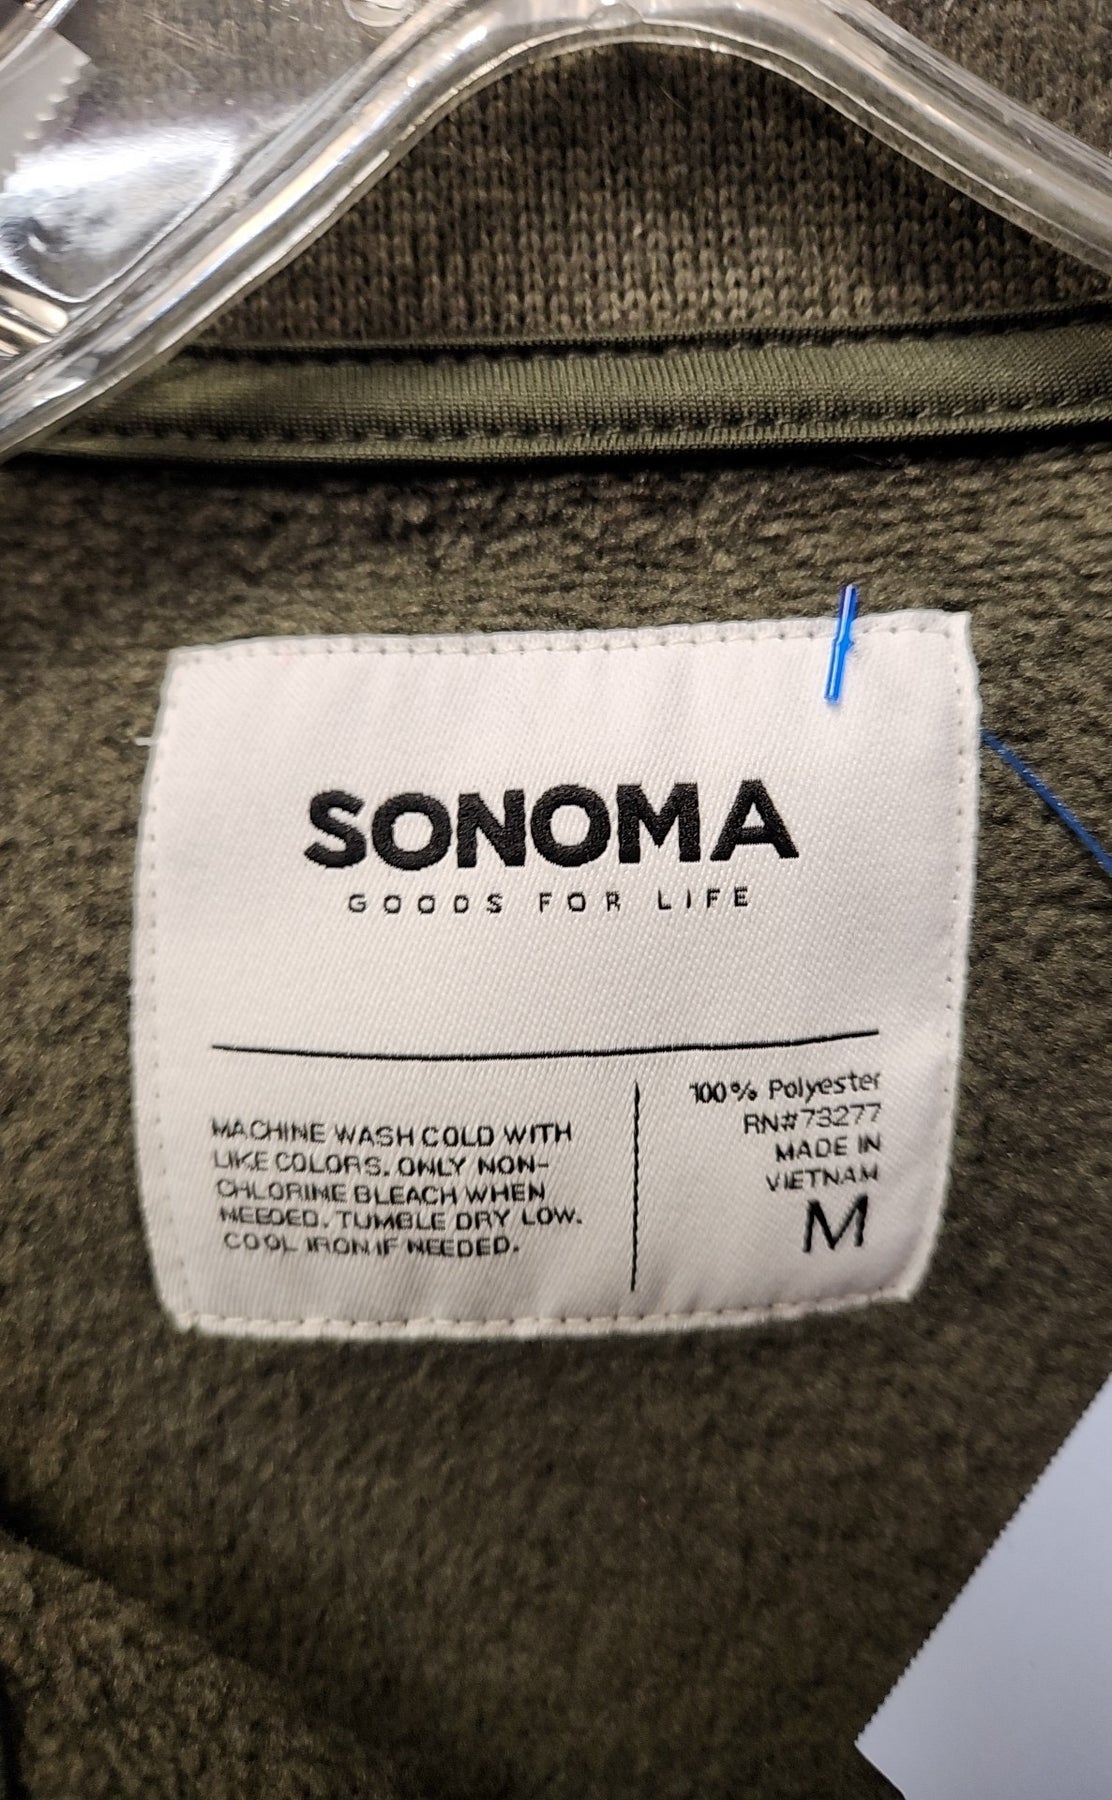 SONOMA
GOODS FOR LIFE
MACHINE WASH COLD WITH
LIKE COLORS. ONLY NON-
CHLORINE BLEACH WHEN
NEEDED. TUMBLE DRY LOW.
COOL IRON IF NEEDED.
100% Polyester
RN#73277
MADE IN
VIETNAM
M